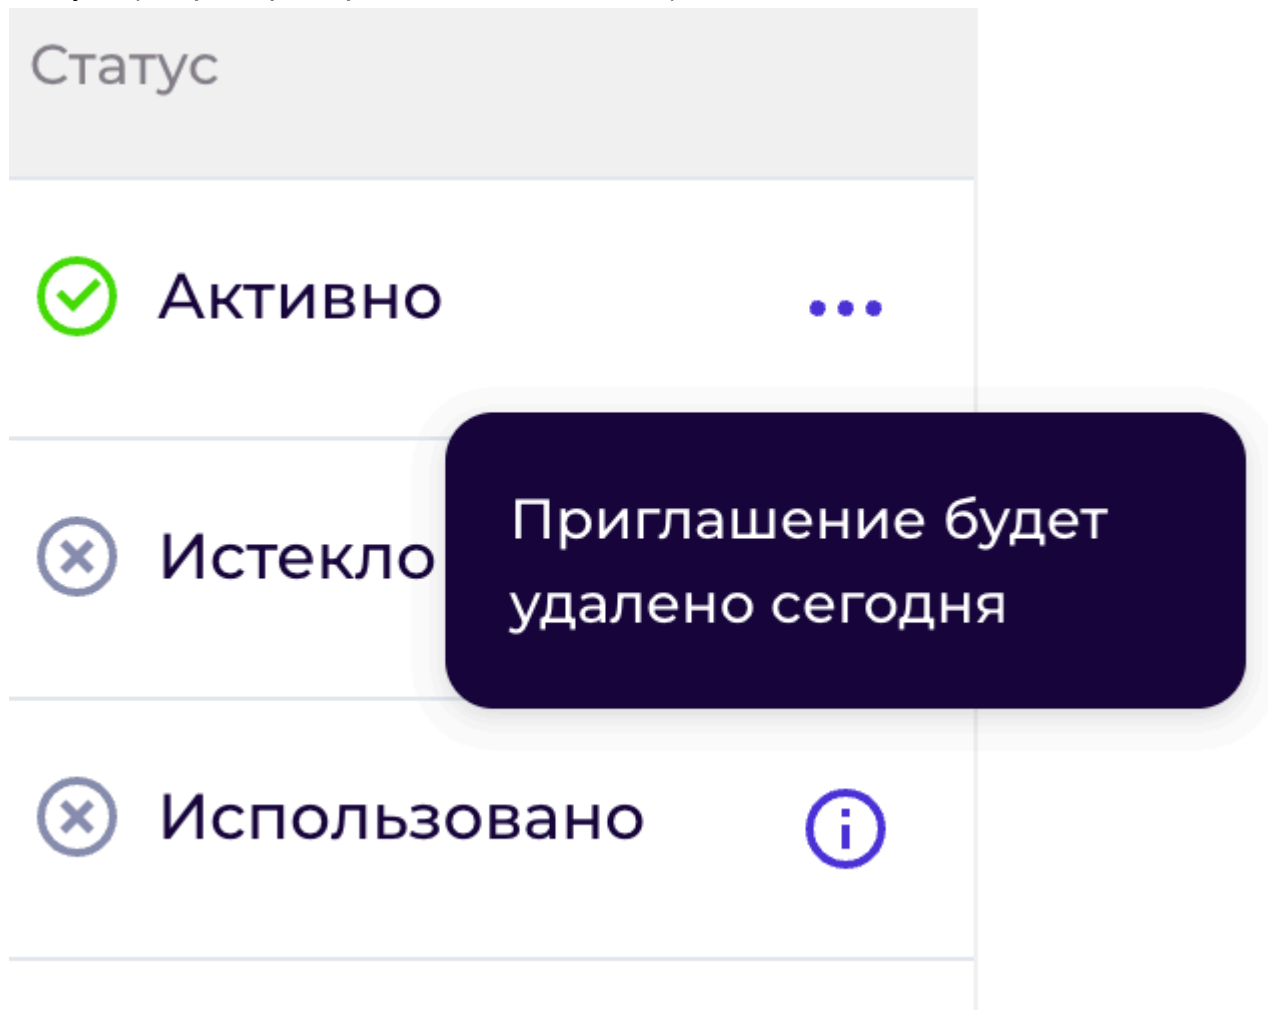 Статус
Активно
Истекло
Приглашение будет
удалено сегодня
Использовано